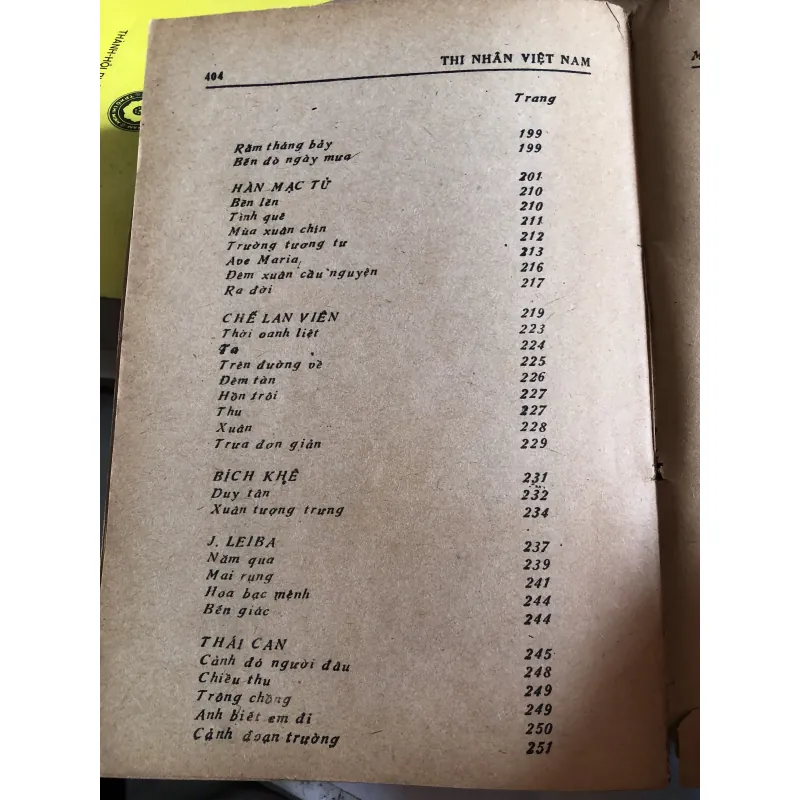 THÀNH-HỘI
404 THI NHÂN VIỆT NAM
Trang
Rằm tháng bảy 199
Bến đò ngày mưa 199
HÀN MẠC TỬ 201
Bẽn lẽn 210
Tình quê 210
Mùa xuân chín 211
Trường tương tư 212
Ave Maria 213
Đêm xuân cầu nguyện 216
Ra đời 217
CHẾ LAN VIÊN 219
Thời oanh liệt 223
Ta 224
Trên đường về 225
Đêm tàn 226
Hồn trôi 227
Thu 227
Xuân 228
Trưa đơn giản 229
BÍCH KHÊ 231
Duy tân 232
Xuân tượng trưng 234
J. LEIBA 237
Năm qua 239
Mai rụng 241
Hoa bạc mệnh 244
Bến giác 244
THÁI CAN 245
Cảnh đó người đâu 248
Chiều thu 249
Trông chồng 249
Anh biết em đi 250
Cảnh đoạn trường 251